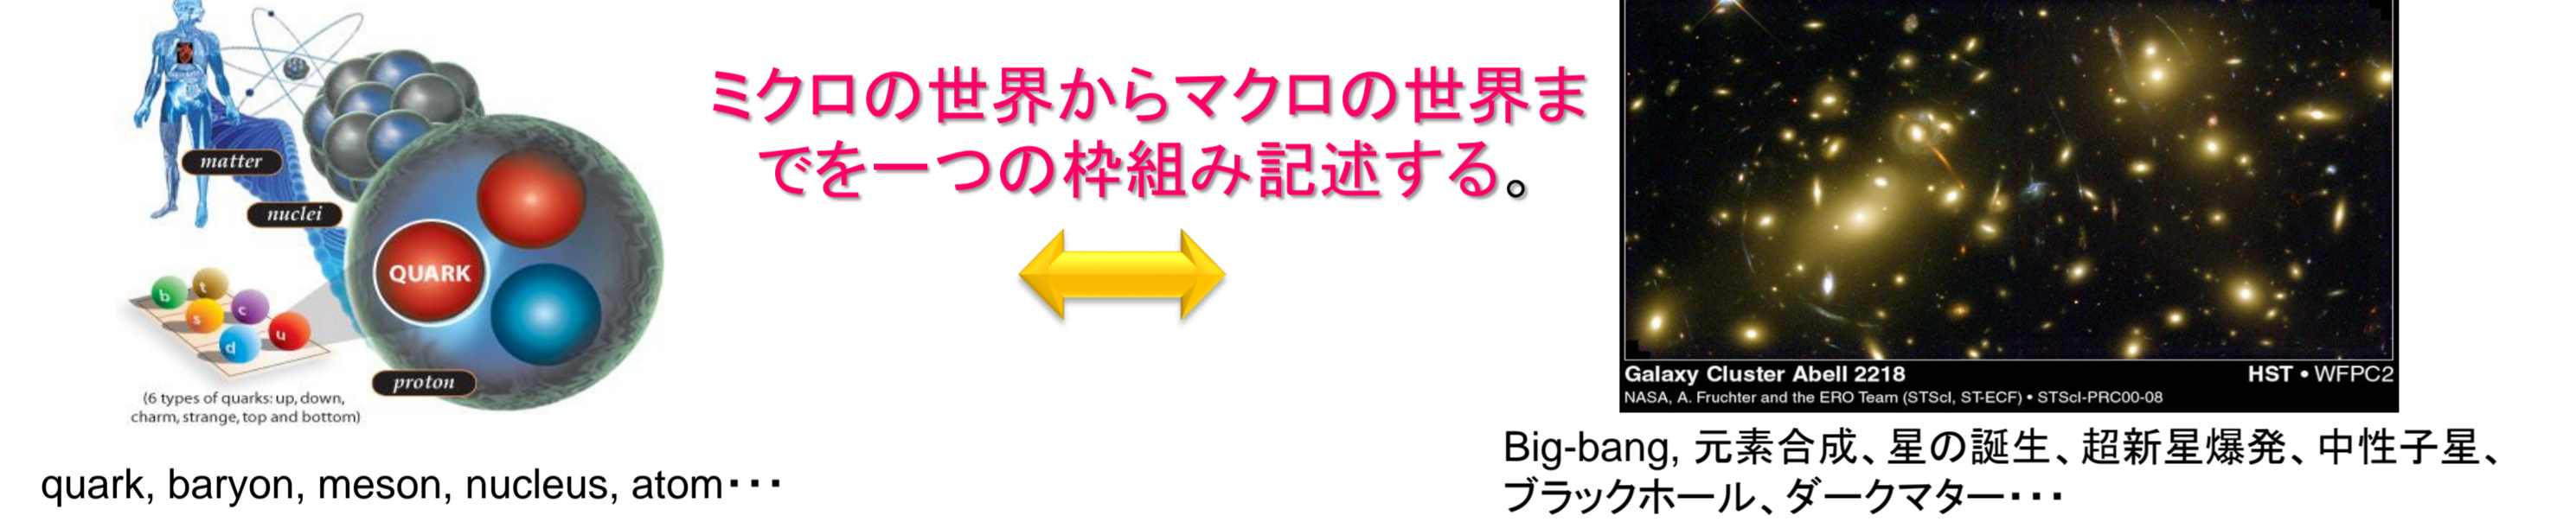 matter
nuclei
QUARK
b
t
s
c
d
u
proton
(6 types of quarks: up, down,
charm, strange, top and bottom)
quark, baryon, meson, nucleus, atom・・・
ミクロの世界からマクロの世界ま
でを一つの枠組み記述する。
Galaxy Cluster Abell 2218 HST • WFPC2
NASA, A. Fruchter and the ERO Team (STScI, ST-ECF) • STScI-PRC00-08
Big-bang, 元素合成、星の誕生、超新星爆発、中性子星、
ブラックホール、ダークマター・・・